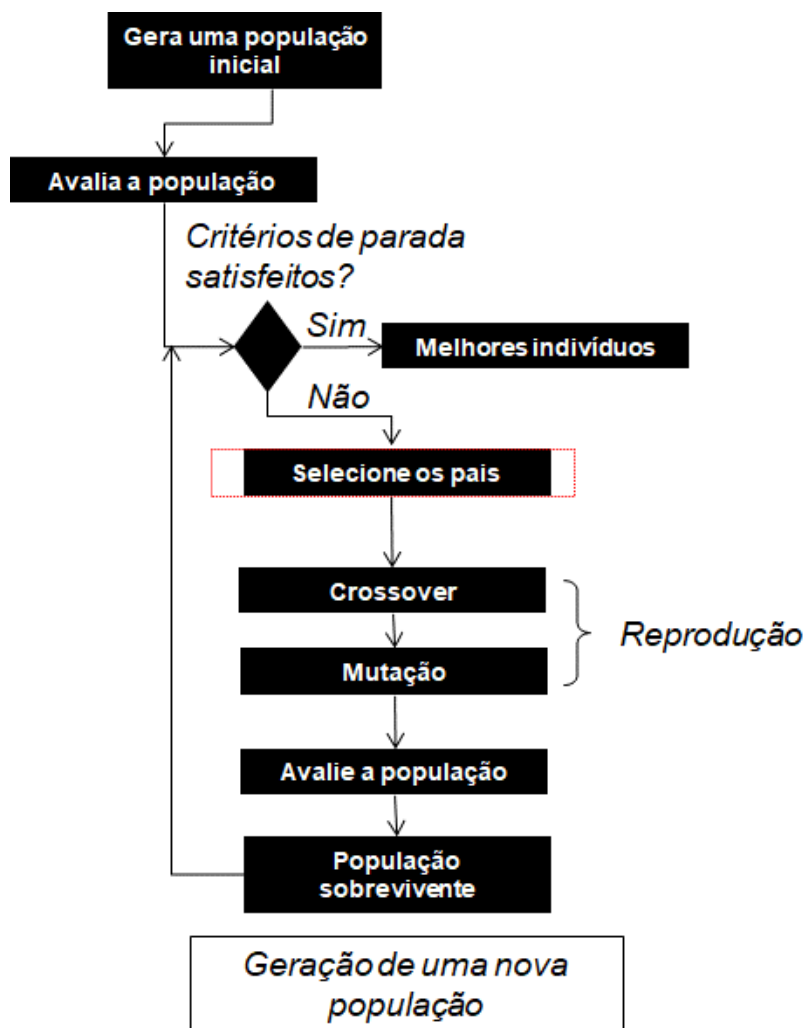 Gera uma população
inicial
Avalia a população
Critérios de parada
satisfeitos?
Sim
Melhores indivíduos
Não
Selecione os pais
Crossover
Reprodução
Mutação
Avalie a população
População
sobrevivente
Geração de uma nova
população